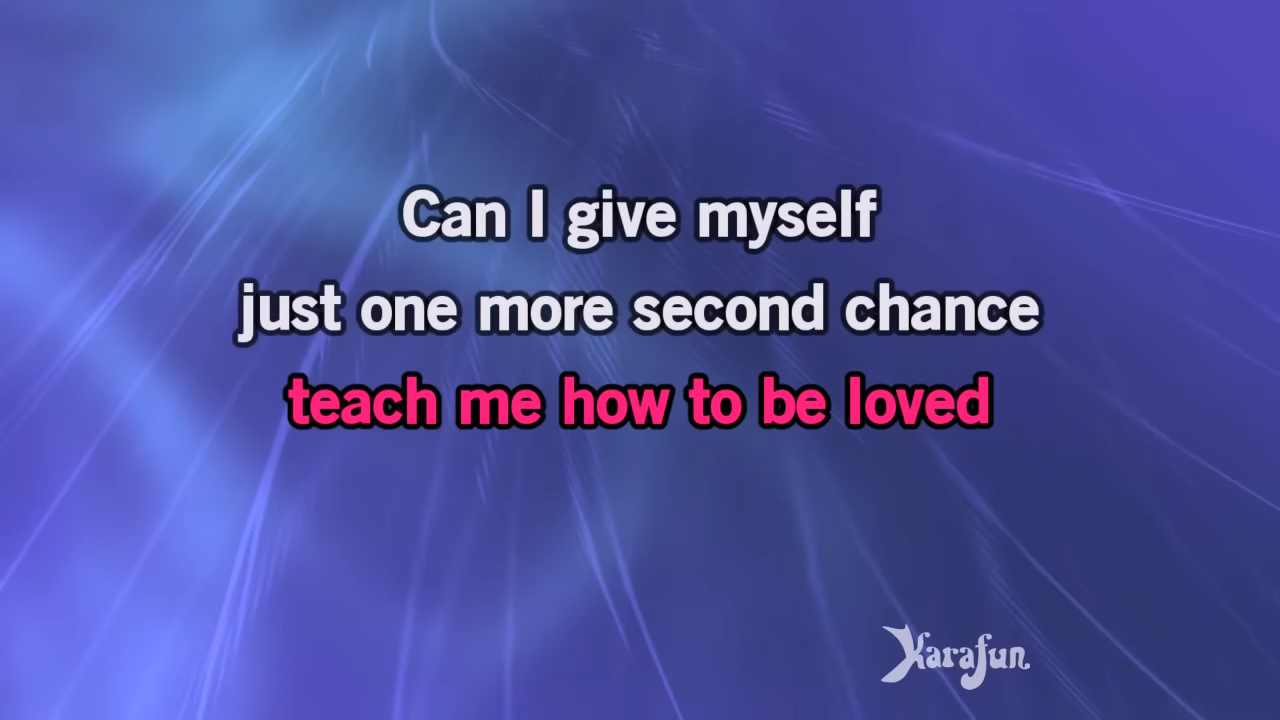 Can I give myself
just one more second chance
teach me how to be loved
Karafun